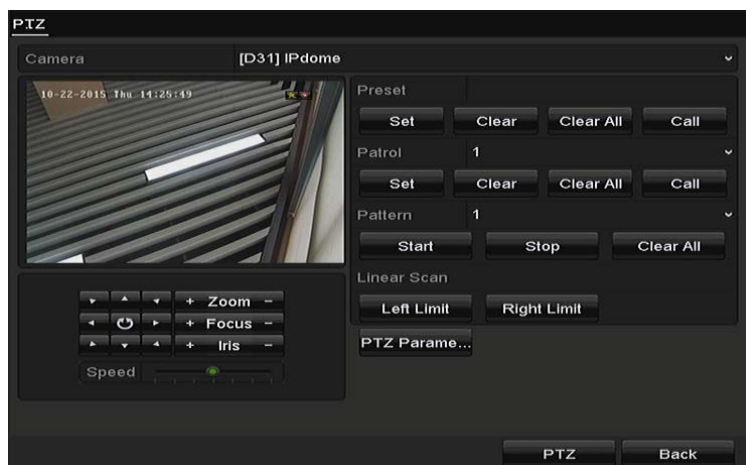 PTZ
Camera [D31] IPdome
10-22-2015 Thu 14:25:49
Preset
Set Clear Clear All Call
Patrol 1
Set Clear Clear All Call
Pattern 1
Start Stop Clear All
Linear Scan
Left Limit Right Limit
PTZ Parame...
+ Zoom -
+ Focus -
+ Iris -
Speed
PTZ Back